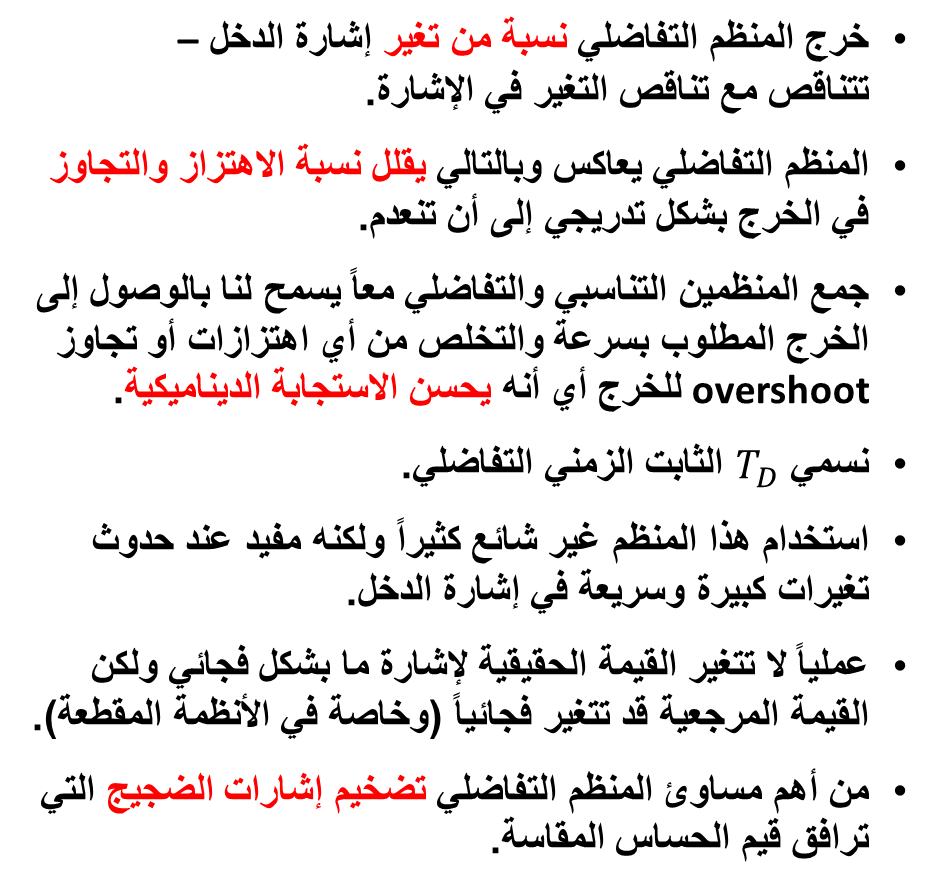 • خرج المنظم التفاضلي نسبة من تغير إشارة الدخل –
تتناقص مع تناقص التغير في الإشارة.
• المنظم التفاضلي يعاكس وبالتالي يقلل نسبة الاهتزاز والتجاوز
في الخرج بشكل تدريجي إلى أن تنعدم.
• جمع المنظمين التناسبي والتفاضلي معاً يسمح لنا بالوصول إلى
الخرج المطلوب بسرعة والتخلص من أي اهتزازات أو تجاوز
overshoot للخرج أي أنه يحسن الاستجابة الديناميكية.
• نسمي T_D الثابت الزمني التفاضلي.
• استخدام هذا المنظم غير شائع كثيراً ولكنه مفيد عند حدوث
تغيرات كبيرة وسريعة في إشارة الدخل.
• عملياً لا تتغير القيمة الحقيقية لإشارة ما بشكل فجائي ولكن
القيمة المرجعية قد تتغير فجائياً (وخاصة في الأنظمة المقطعة).
• من أهم مساوئ المنظم التفاضلي تضخيم إشارات الضجيج التي
ترافق قيم الحساس المقاسة.